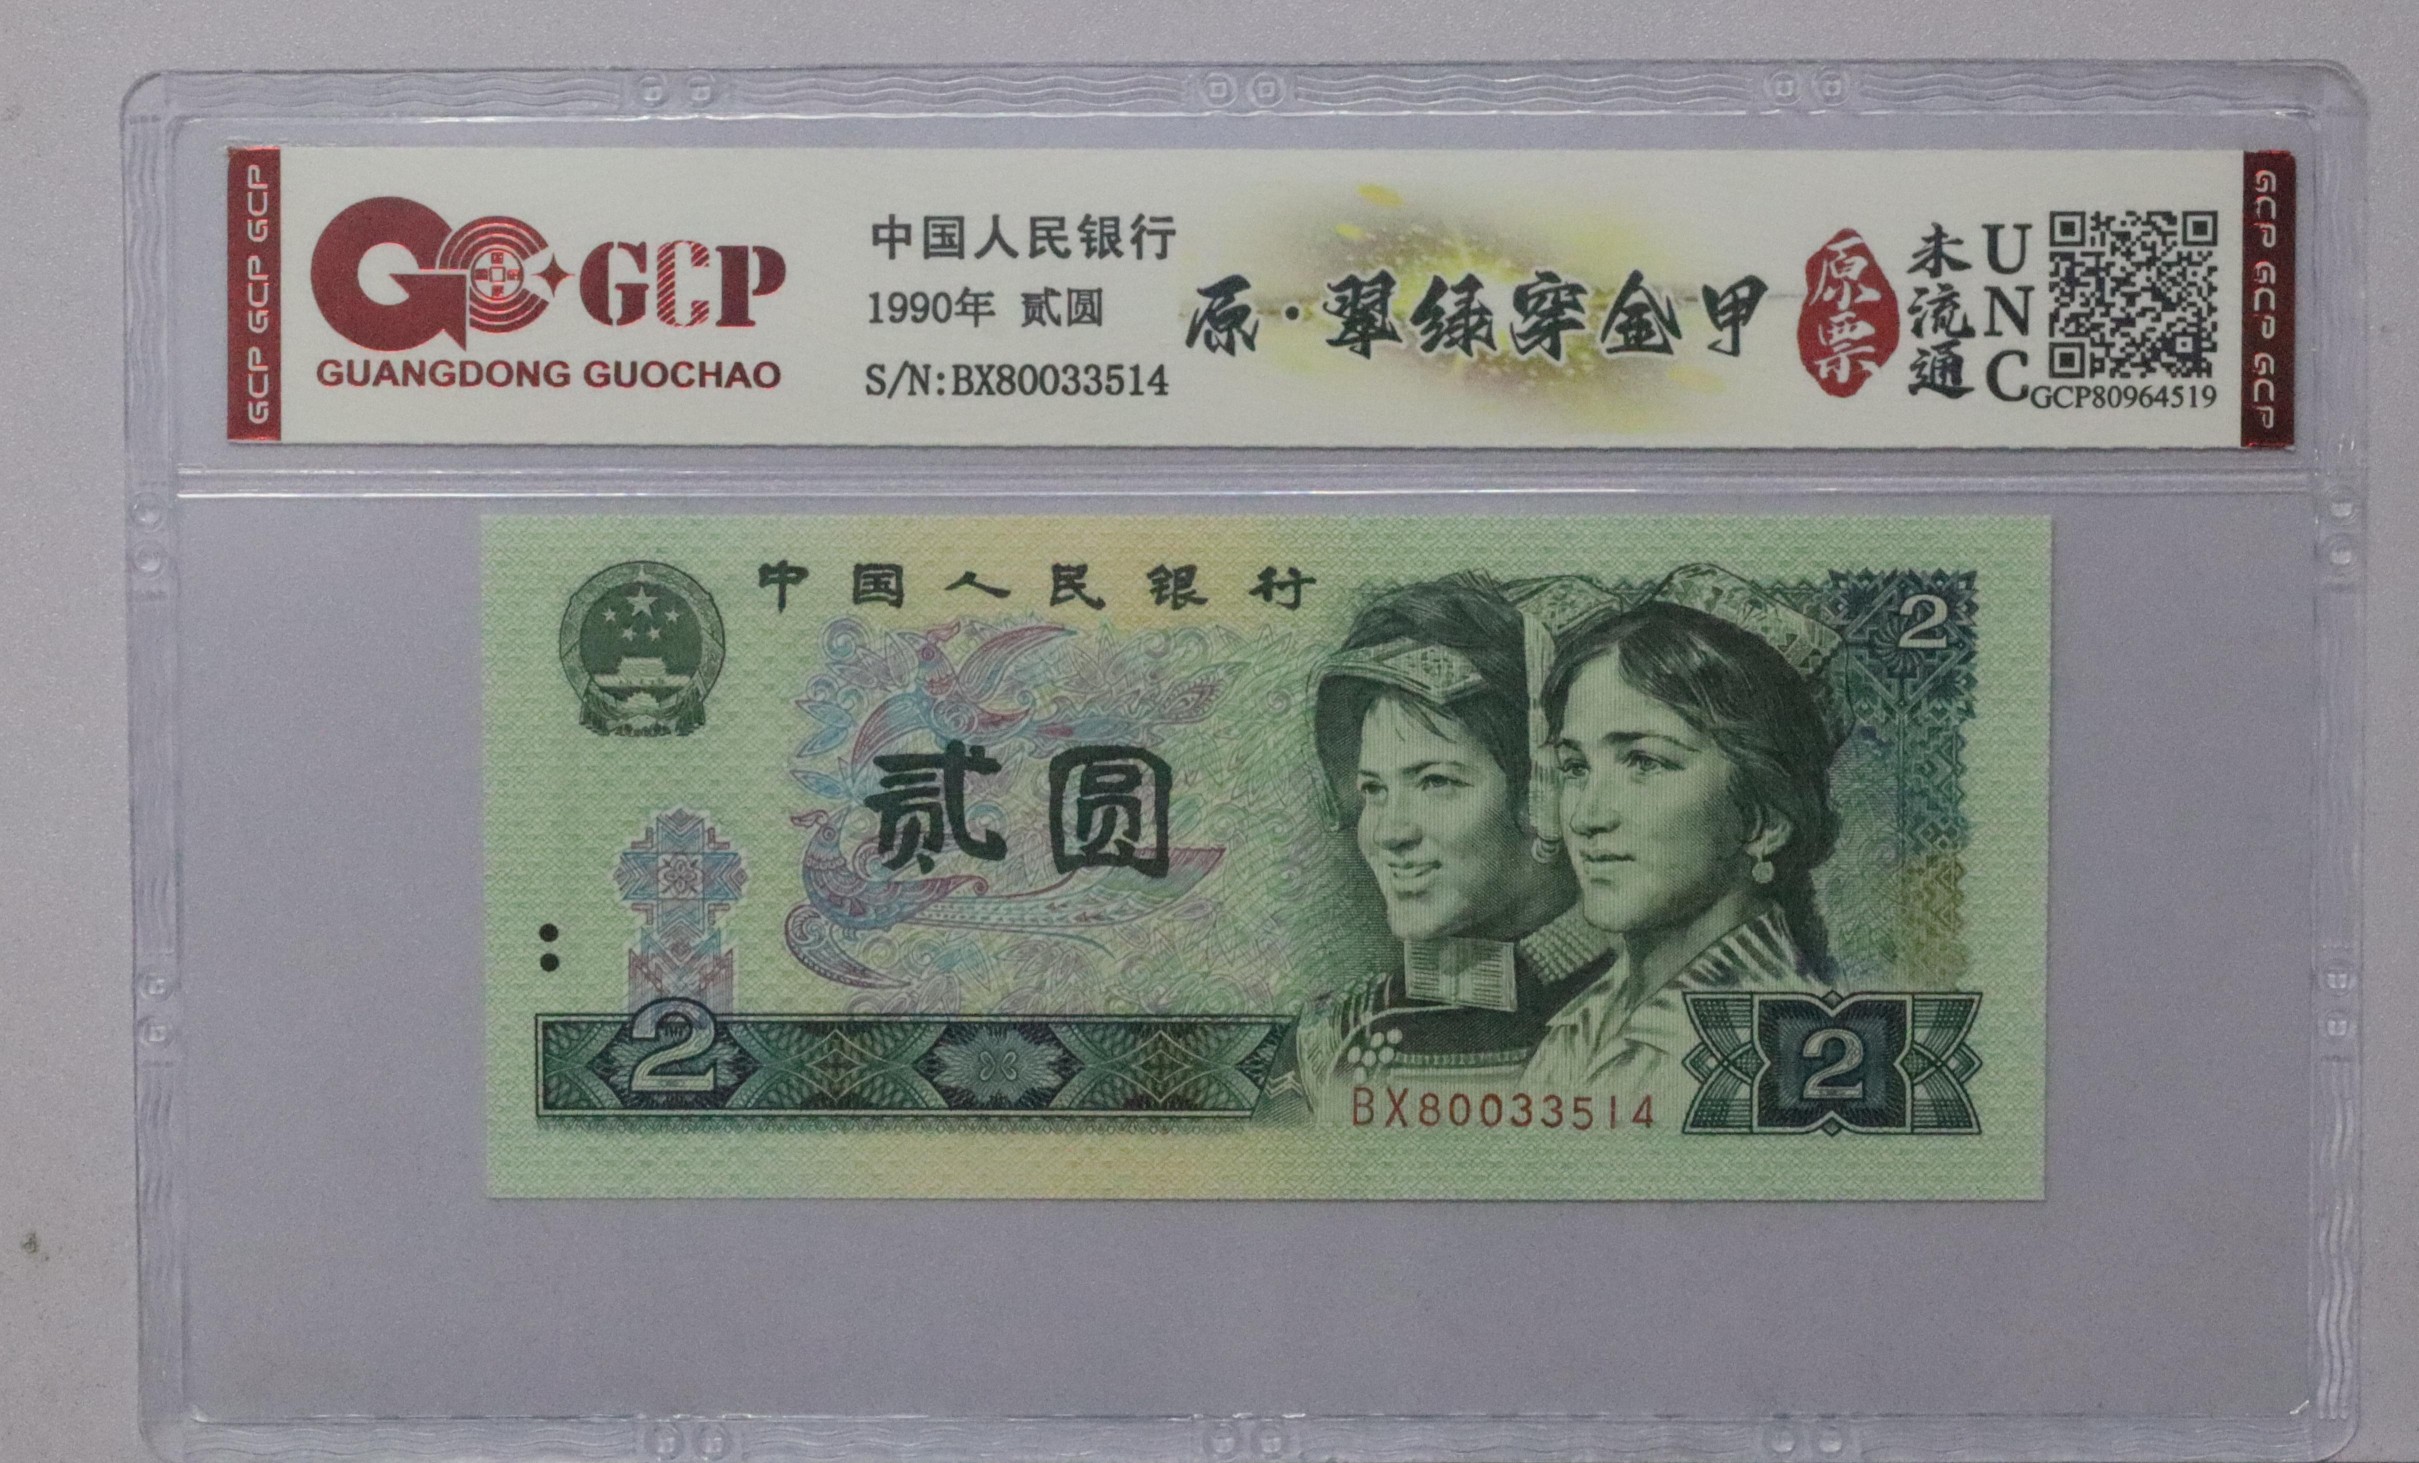 GCP GCP GCP
GCP
GUANGDONG GUOCHAO
中国人民银行
1990年 贰圆
S/N:BX80033514
原·翠绿穿金甲
原票
未流通
UNC
GCP80964519
GCP GCP GCP
中国人民银行
2
贰圆
2
2
BX80033514